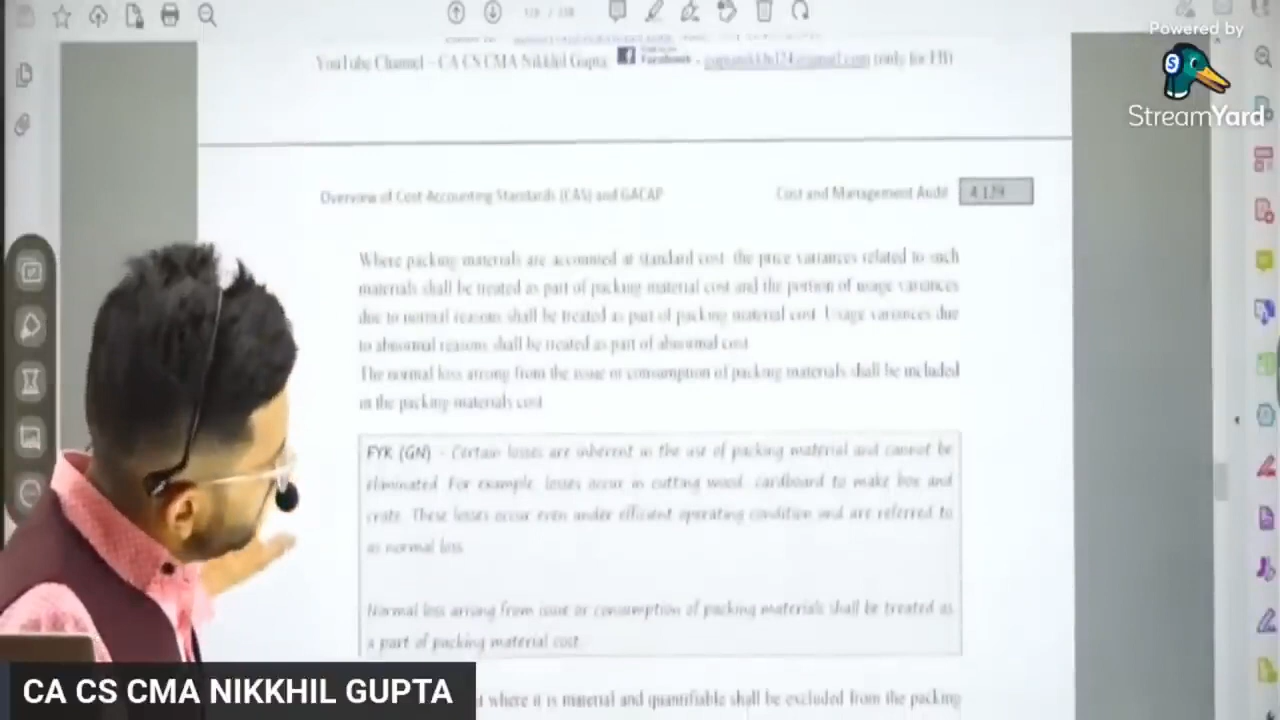 Powered by
StreamYard
YouTube Channel – CA CS CMA Nikkhil Gupta
Facebook - (only for FB)
Overview of Cost Accounting Standards (CAS) and GACAP Cost and Management Audit
Where packing materials are accounted at standard cost, the price variances related to such
materials shall be treated as part of packing material cost and the portion of usage variances
due to normal reasons shall be treated as part of packing material cost. Usage variances due
to abnormal reasons shall be treated as part of abnormal cost
The normal loss arising from the issue or consumption of packing materials shall be included
in the packing materials cost
FYK (GN) - Certain losses are inherent in the use of packing material and cannot be
eliminated. For example, losses occur in cutting wood, cardboard to make box and
crate. These losses occur even under efficient operating condition and are referred to
as normal loss
Normal loss arising from issue or consumption of packing materials shall be treated as
a part of packing material cost.
where it is material and quantifiable shall be excluded from the packing
CA CS CMA NIKKHIL GUPTA